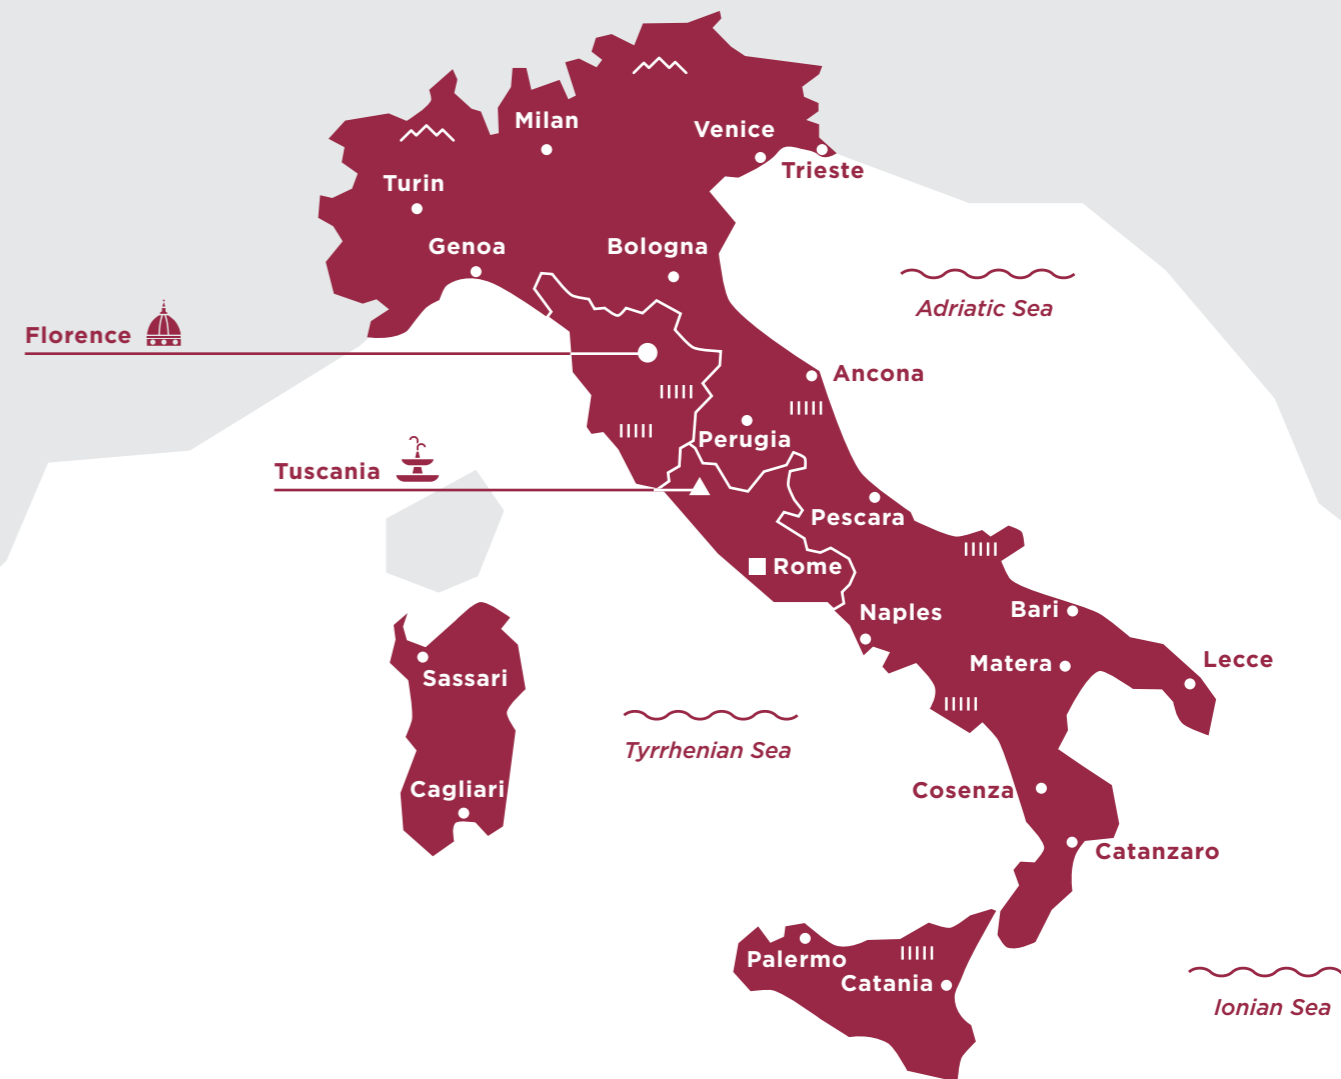 Milan
Venice
Trieste
Turin
Genoa
Bologna
Adriatic Sea
Florence
Ancona
Perugia
Tuscania
Pescara
Rome
Naples
Bari
Matera
Lecce
Sassari
Tyrrhenian Sea
Cagliari
Cosenza
Catanzaro
Palermo
Catania
Ionian Sea